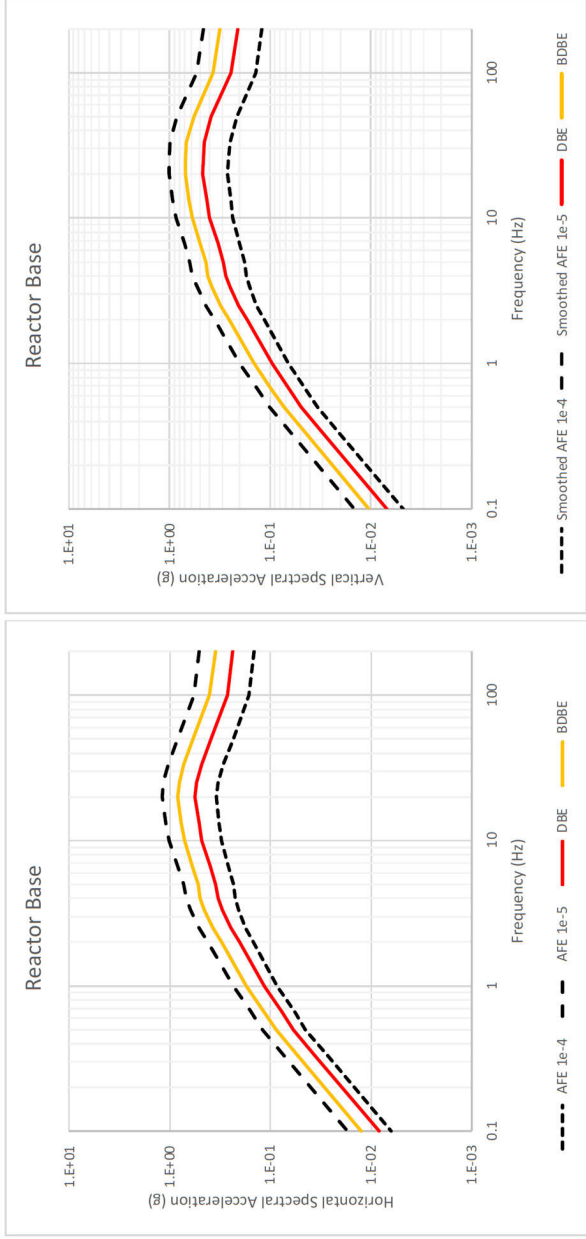 Reactor Base
1.E+01
1.E+00
1.E-01
1.E-02
1.E-03
0.1
1
10
100
Horizontal Spectral Acceleration (g)
Frequency (Hz)
AFE 1e-4 AFE 1e-5 DBE BDBE
Reactor Base
1.E+01
1.E+00
1.E-01
1.E-02
1.E-03
0.1
1
10
100
Vertical Spectral Acceleration (g)
Frequency (Hz)
Smoothed AFE 1e-4 Smoothed AFE 1e-5 DBE BDBE